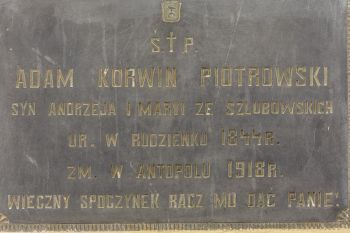 Ś.†P.
ADAM KORWIN PIOTROWSKI
SYN ANDRZEJA I MARYI ZE SZLUBOWSKICH
UR. W RUDZIENKU 1844R.
ZM. W ANTOPOLU 1918R.
WIECZNY SPOCZYNEK RACZ MU DAĆ PANIE!